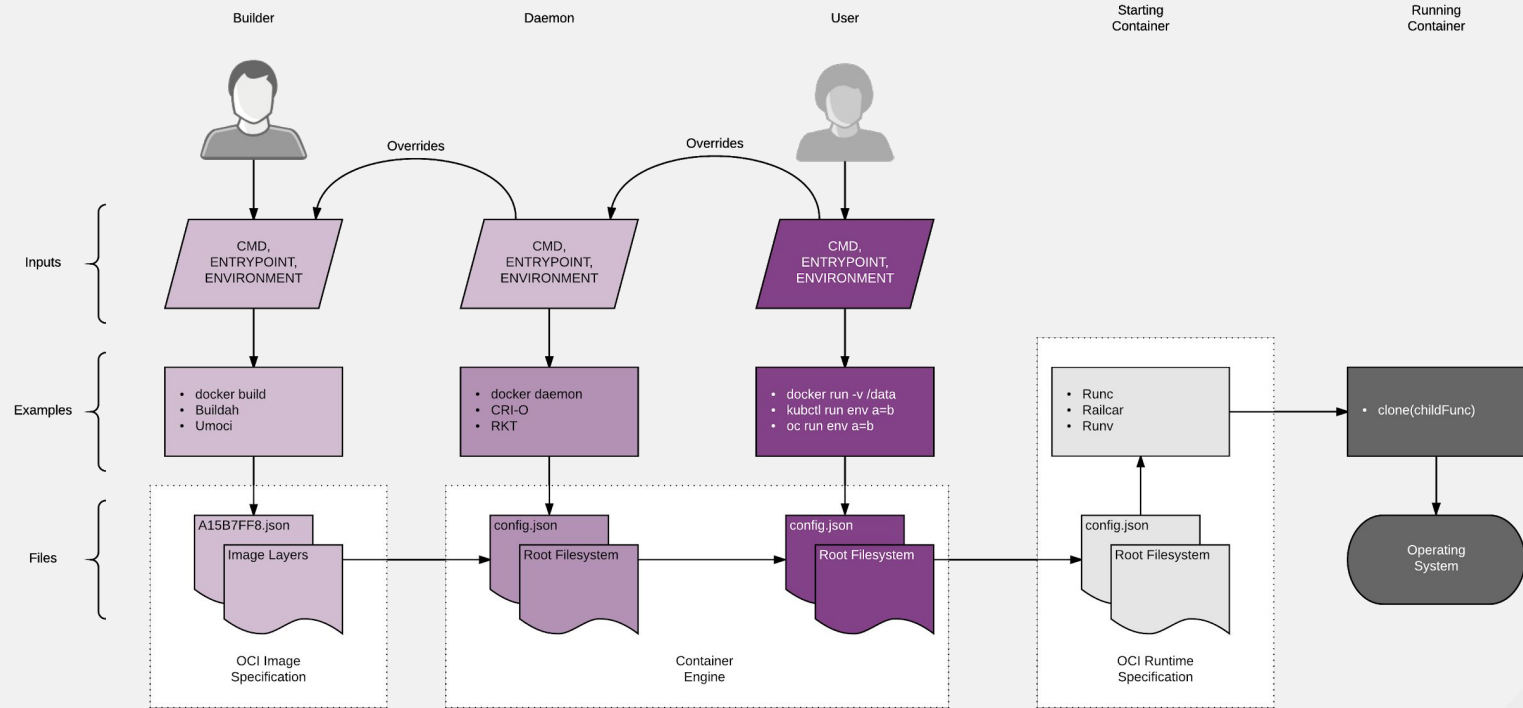 Builder
Daemon
User
Starting
Container
Running
Container
Overrides
Overrides
Inputs
CMD,
ENTRYPOINT,
ENVIRONMENT
CMD,
ENTRYPOINT,
ENVIRONMENT
CMD,
ENTRYPOINT,
ENVIRONMENT
Examples
• docker build
• Buildah
• Umoci
• docker daemon
• CRI-O
• RKT
• docker run -v /data
• kubctl run env a=b
• oc run env a=b
• Runc
• Railcar
• Runv
• clone(childFunc)
Files
A15B7FF8.json
Image Layers
config.json
Root Filesystem
config.json
Root Filesystem
config.json
Root Filesystem
Operating
System
OCI Image
Specification
Container
Engine
OCI Runtime
Specification